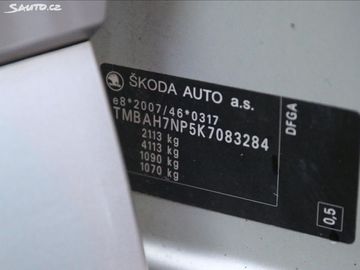 SAUTO.CZ
ŠKODA AUTO a.s.
e8*2007/46*0317
TMBAH7NP5K7083284
2113 kg
4113 kg
1090 kg
1070 kg
DFGA
0,5